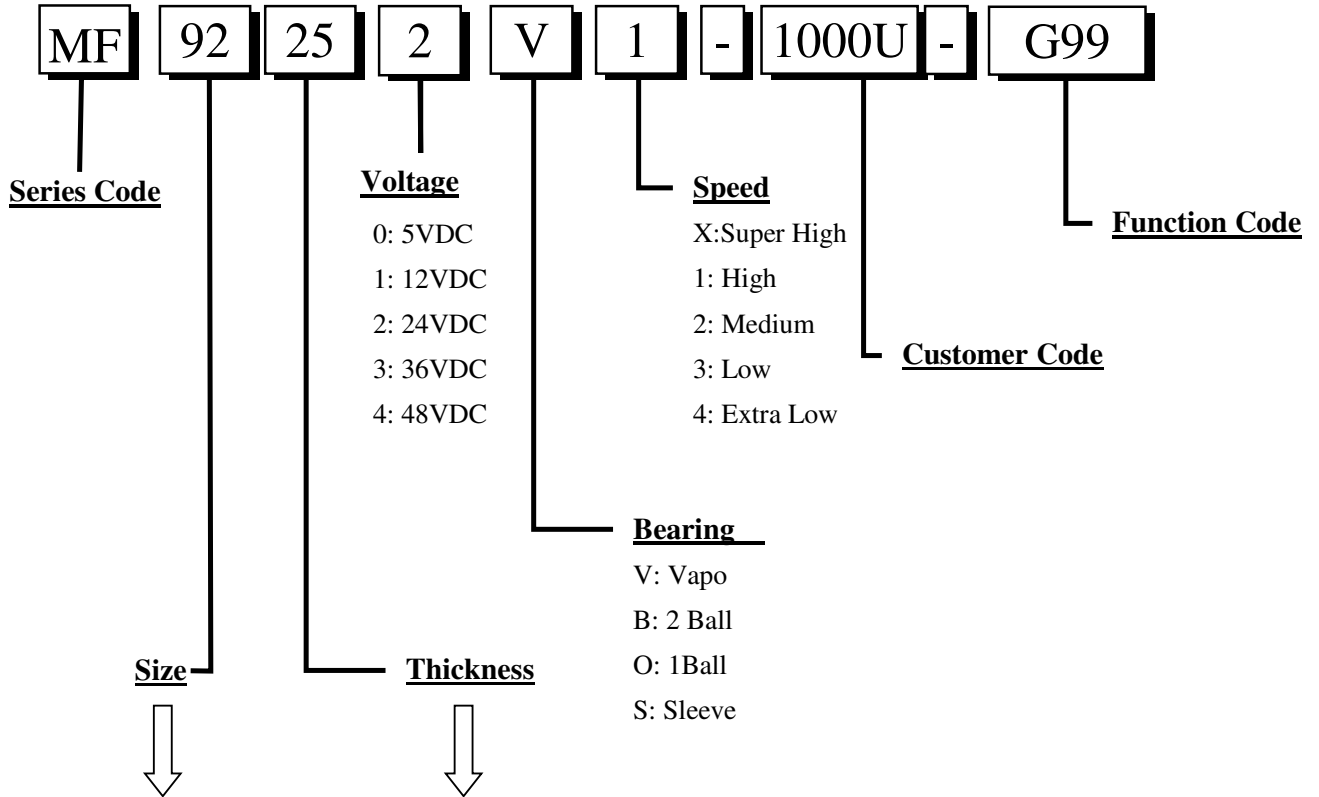 MF 92 25 2 V 1 - 1000U - G99
Series Code
Voltage
0: 5VDC
1: 12VDC
2: 24VDC
3: 36VDC
4: 48VDC
Speed
X:Super High
1: High
2: Medium
3: Low
4: Extra Low
Function Code
Customer Code
Bearing
V: Vapo
B: 2 Ball
O: 1Ball
S: Sleeve
Size
Thickness